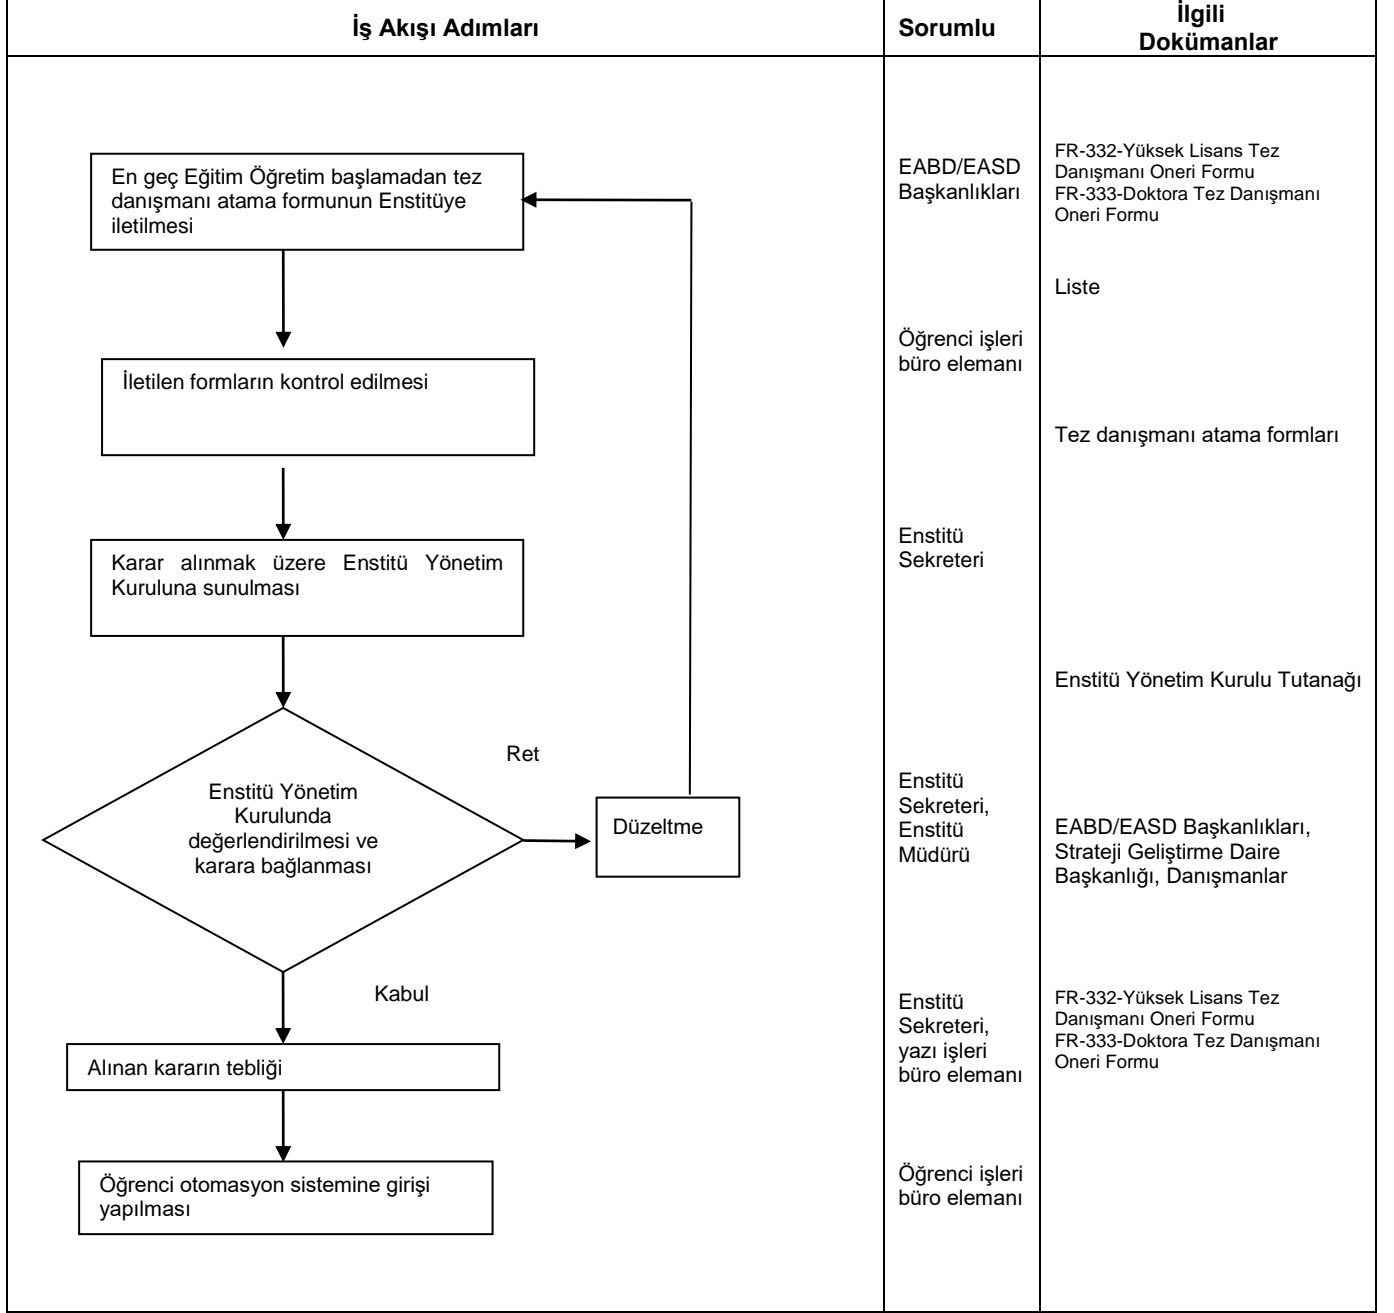 İş Akışı Adımları
Sorumlu
İlgili
Dokümanlar
En geç Eğitim Öğretim başlamadan tez
danışmanı atama formunun Enstitüye
iletilmesi
EABD/EASD
Başkanlıkları
FR-332-Yüksek Lisans Tez
Danışmanı Oneri Formu
FR-333-Doktora Tez Danışmanı
Oneri Formu
Liste
Öğrenci işleri
büro elemanı
İletilen formların kontrol edilmesi
Tez danışmanı atama formları
Enstitü
Sekreteri
Karar alınmak üzere Enstitü Yönetim
Kuruluna sunulması
Enstitü Yönetim Kurulu Tutanağı
Ret
Enstitü Yönetim
Kurulunda
değerlendirilmesi ve
karara bağlanması
Düzeltme
Enstitü
Sekreteri,
Enstitü
Müdürü
EABD/EASD Başkanlıkları,
Strateji Geliştirme Daire
Başkanlığı, Danışmanlar
Kabul
Enstitü
Sekreteri,
yazı işleri
büro elemanı
FR-332-Yüksek Lisans Tez
Danışmanı Oneri Formu
FR-333-Doktora Tez Danışmanı
Oneri Formu
Alınan kararın tebliği
Öğrenci otomasyon sistemine girişi
yapılması
Öğrenci işleri
büro elemanı